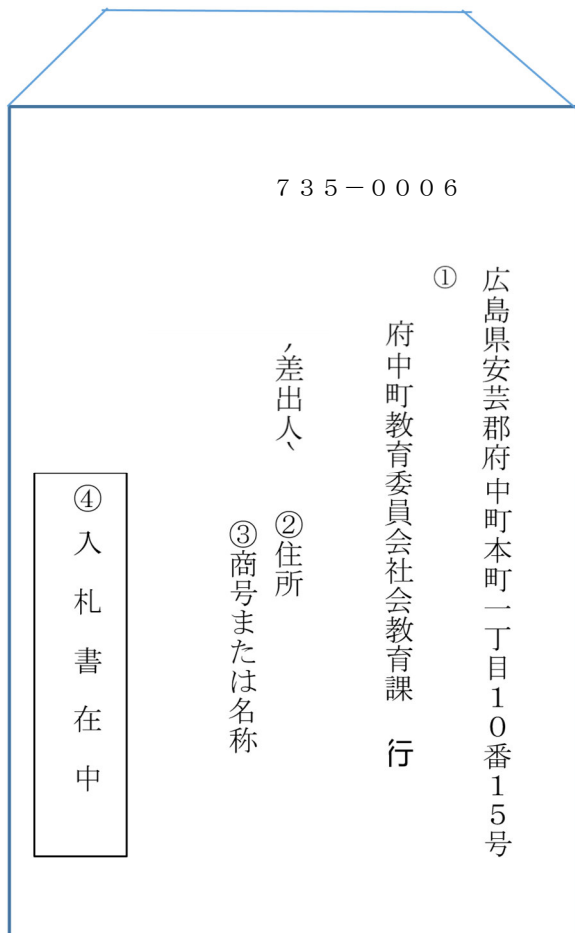 ７３５－０００６
広島県安芸郡府中町本町一丁目１０番１５号
①
府中町教育委員会社会教育課　行
〈差出人〉
②住所
③商号または名称
④入札書在中